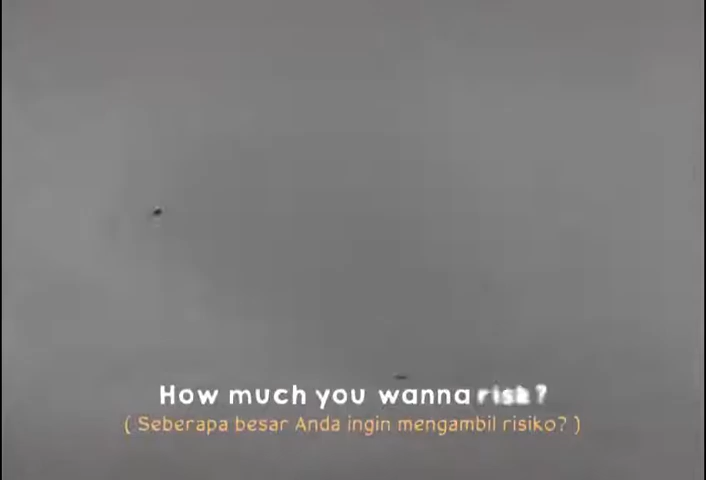 How much you wanna risk?
( Seberapa besar Anda ingin mengambil risiko? )